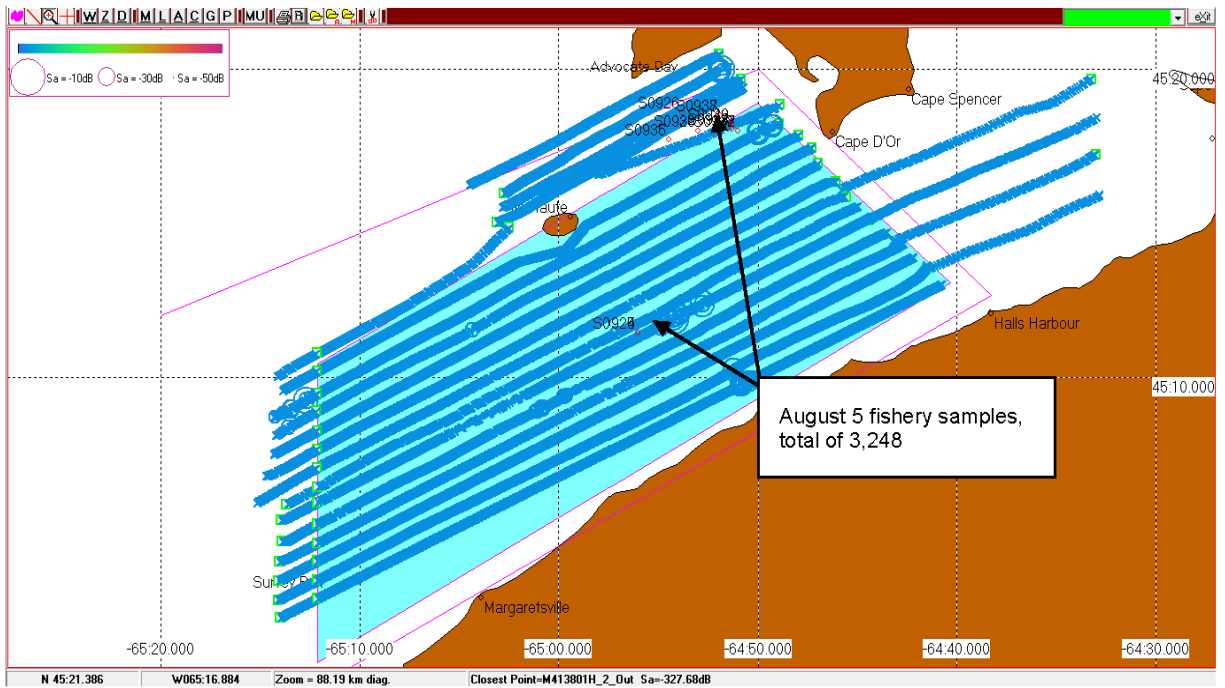 W Z D M L A C G P MU
eXit
Sa = -10dB Sa = -30dB Sa = -50dB
Advocate Bay
45:20.000
Cape Spencer
Cape D'Or
S0936
Halls Harbour
45:10.000
August 5 fishery samples,
total of 3,248
Margaretsville
-65:20.000 -65:10.000 -65:00.000 -64:50.000 -64:40.000 -64:30.000
N 45:21.386 W065:16.884 Zoom = 88.19 km diag. Closest Point=M413801H_2_Out Sa=-327.68dB